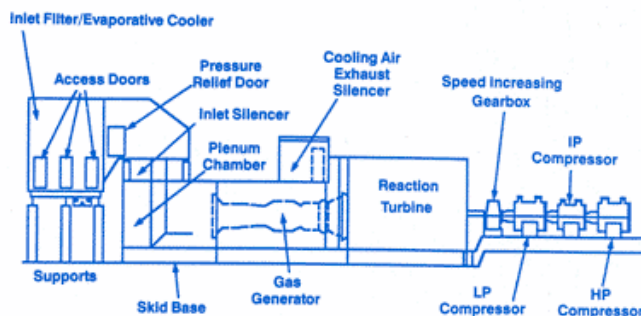 Inlet Filter/Evaporative Cooler
Access Doors
Pressure
Relief Door
Inlet Silencer
Plenum
Chamber
Cooling Air
Exhaust
Silencer
Speed Increasing
Gearbox
IP
Compressor
Reaction
Turbine
Supports
Skid Base
Gas
Generator
LP
Compressor
HP
Compressor